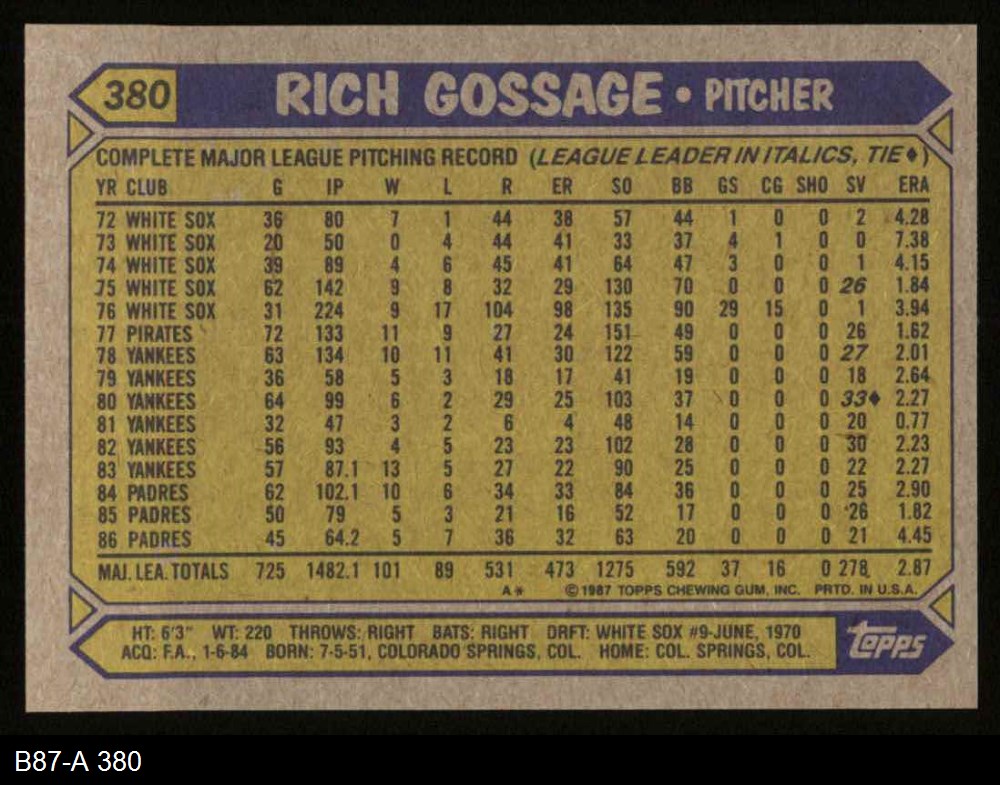 380 RICH GOSSAGE • PITCHER
COMPLETE MAJOR LEAGUE PITCHING RECORD (LEAGUE LEADER IN ITALICS, TIE♦)
YR CLUB G IP W L R ER SO BB GS CG SHO SV ERA
72 WHITE SOX 36 80 7 1 44 38 57 44 1 0 0 2 4.28
73 WHITE SOX 20 50 0 4 44 41 33 37 4 1 0 0 7.38
74 WHITE SOX 39 89 4 6 45 41 64 47 3 0 0 1 4.15
75 WHITE SOX 62 142 9 8 32 29 130 70 0 0 0 26 1.84
76 WHITE SOX 31 224 9 17 104 98 135 90 29 15 0 1 3.94
77 PIRATES 72 133 11 9 27 24 151 49 0 0 0 26 1.62
78 YANKEES 63 134 10 11 41 30 122 59 0 0 0 27 2.01
79 YANKEES 36 58 5 3 18 17 41 19 0 0 0 18 2.64
80 YANKEES 64 99 6 2 29 25 103 37 0 0 0 33♦ 2.27
81 YANKEES 32 47 3 2 6 4 48 14 0 0 0 20 0.77
82 YANKEES 56 93 4 5 23 23 102 28 0 0 0 30 2.23
83 YANKEES 57 87.1 13 5 27 22 90 25 0 0 0 22 2.27
84 PADRES 62 102.1 10 6 34 33 84 36 0 0 0 25 2.90
85 PADRES 50 79 5 3 21 16 52 17 0 0 0 26 1.82
86 PADRES 45 64.2 5 7 36 32 63 20 0 0 0 21 4.45
MAJ. LEA. TOTALS 725 1482.1 101 89 531 473 1275 592 37 16 0 278 2.87
A* ©1987 TOPPS CHEWING GUM, INC. PRTD. IN U.S.A.
HT: 6'3" WT: 220 THROWS: RIGHT BATS: RIGHT DRFT: WHITE SOX #9-JUNE, 1970
ACQ: F.A., 1-6-84 BORN: 7-5-51, COLORADO SPRINGS, COL. HOME: COL. SPRINGS, COL.
topps
B87-A 380